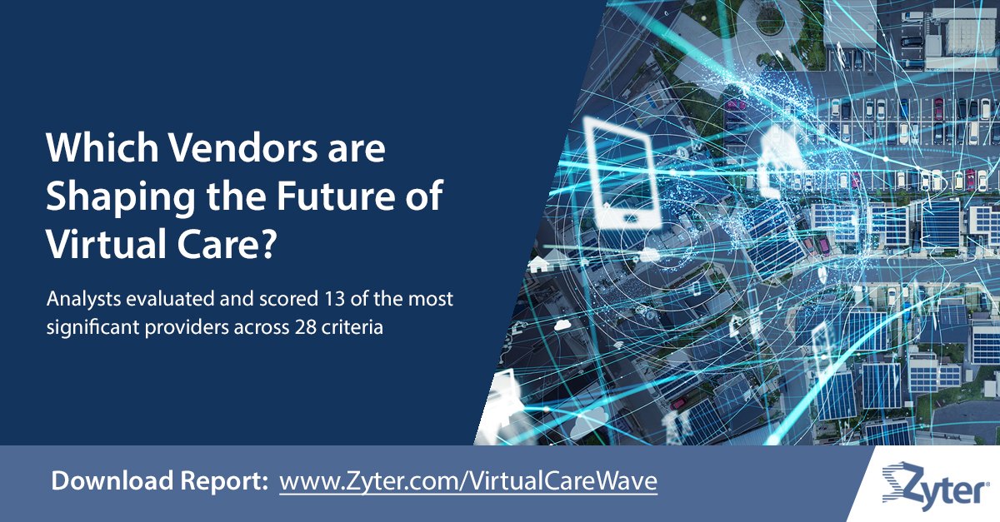 Which Vendors are
Shaping the Future of
Virtual Care?
Analysts evaluated and scored 13 of the most
significant providers across 28 criteria
Download Report: www.Zyter.com/VirtualCareWave
Zyter®